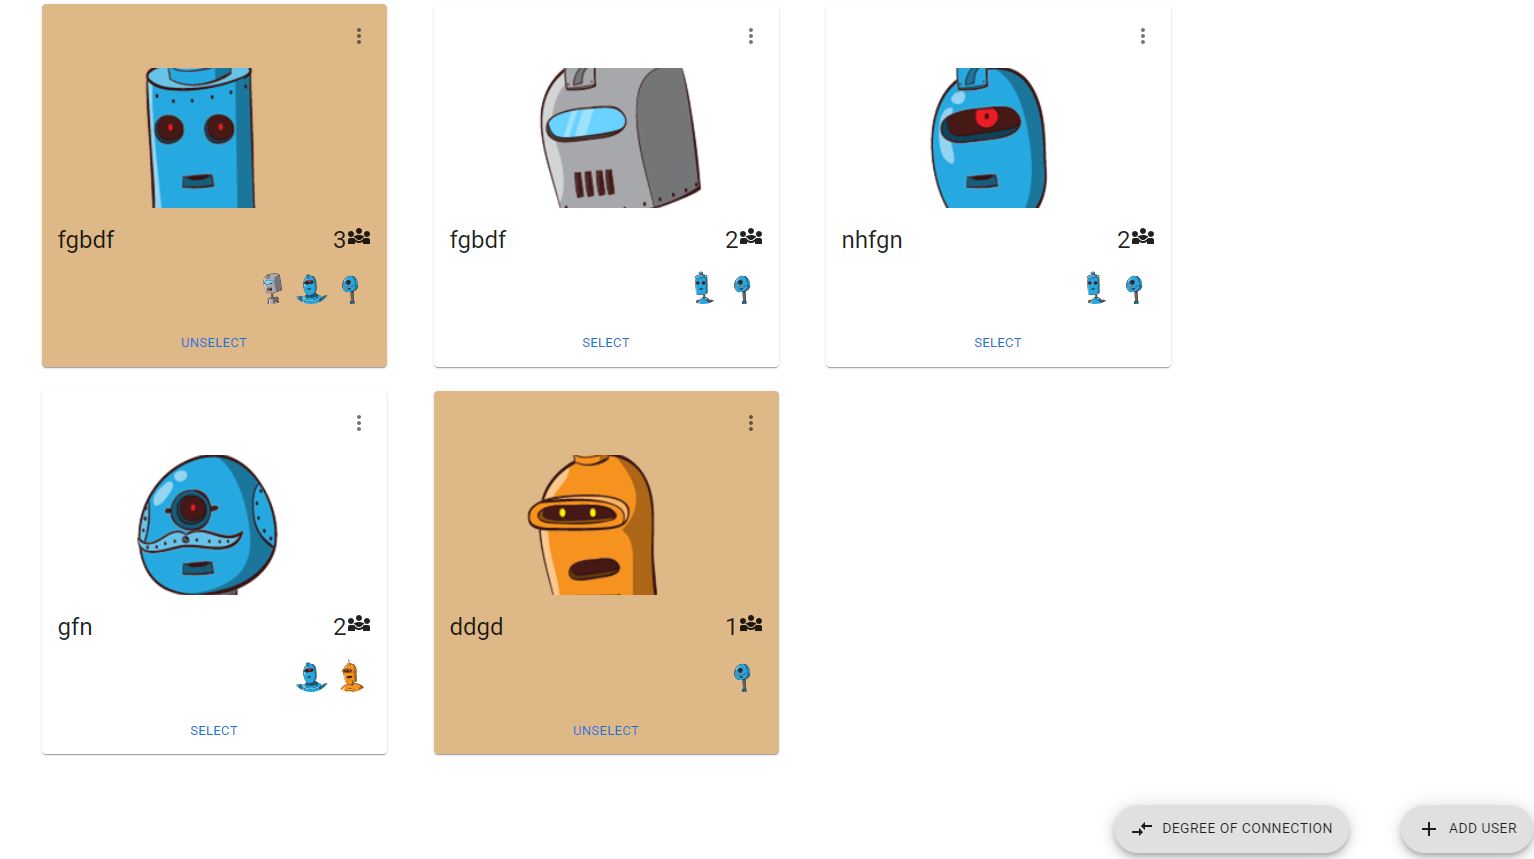 fgbdf 3
UNSELECT
fgbdf 2
SELECT
nhfgn 2
SELECT
gfn 2
SELECT
ddgd 1
UNSELECT
DEGREE OF CONNECTION
ADD USER